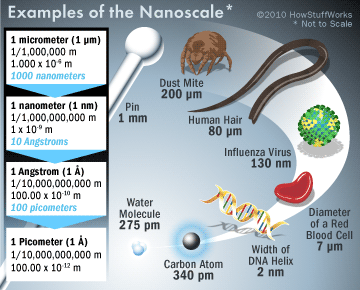 Examples of the Nanoscale*
©2010 HowStuffWorks
* Not to Scale
1 micrometer (1 µm)
1/1,000,000 m
1.000 x 10-6 m
1000 nanometers
1 nanometer (1 nm)
1/1,000,000 m
1 x 10-9 m
10 Angstroms
1 Angstrom (1 Å)
1/10,000,000,000 m
100.00 x 10-10 m
100 picometers
1 Picometer (1 Å)
1/10,000,000,000 m
100.00 x 10-12 m
Pin
1 mm
Dust Mite
200 µm
Human Hair
80 µm
Influenza Virus
130 nm
Diameter
of a Red
Blood Cell
7 µm
Width of
DNA Helix
2 nm
Carbon Atom
340 pm
Water
Molecule
275 pm